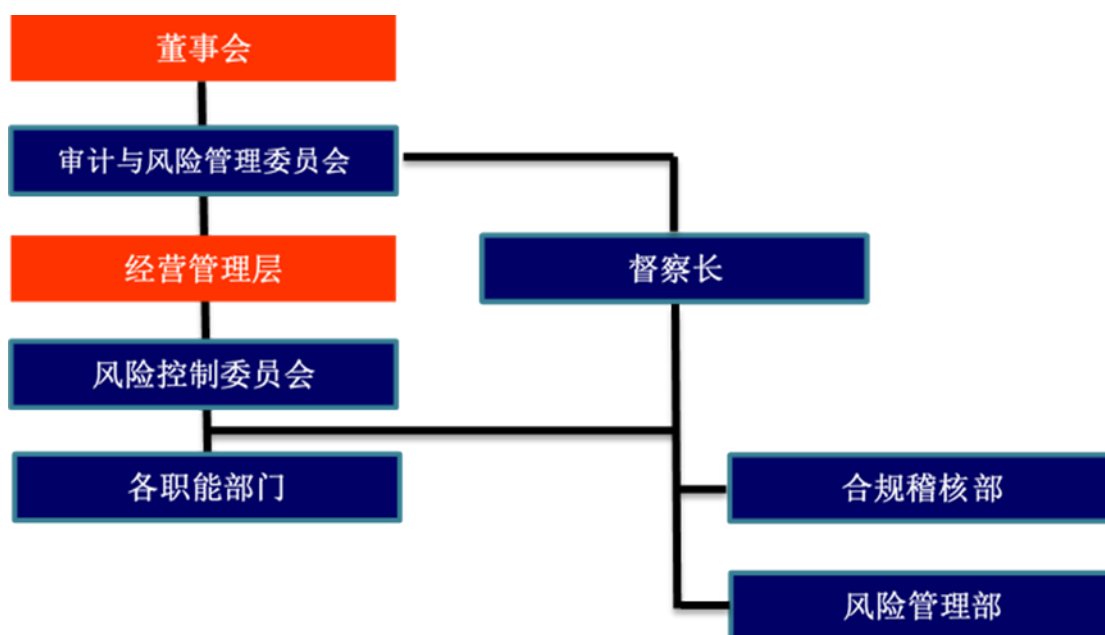 董事会
审计与风险管理委员会
经营管理层
督察长
风险控制委员会
各职能部门
合规稽核部
风险管理部